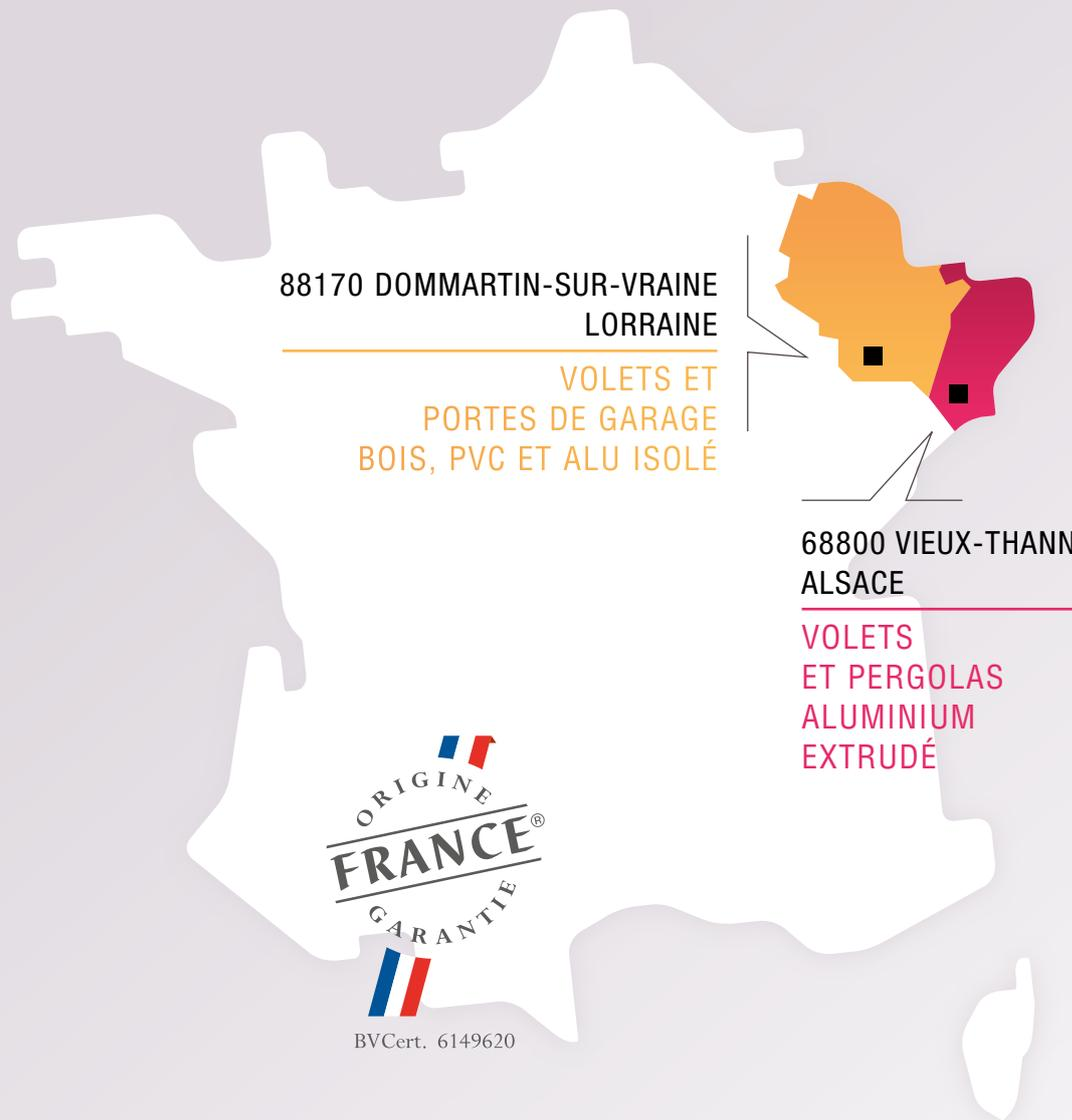 88170 DOMMARTIN-SUR-VRAINE
LORRAINE
VOLETS ET
PORTES DE GARAGE
BOIS, PVC ET ALU ISOLÉ
68800 VIEUX-THANN
ALSACE
VOLETS
ET PERGOLAS
ALUMINIUM
EXTRUDÉ
ORIGINE
FRANCE®
GARANTIE
BVCert. 6149620